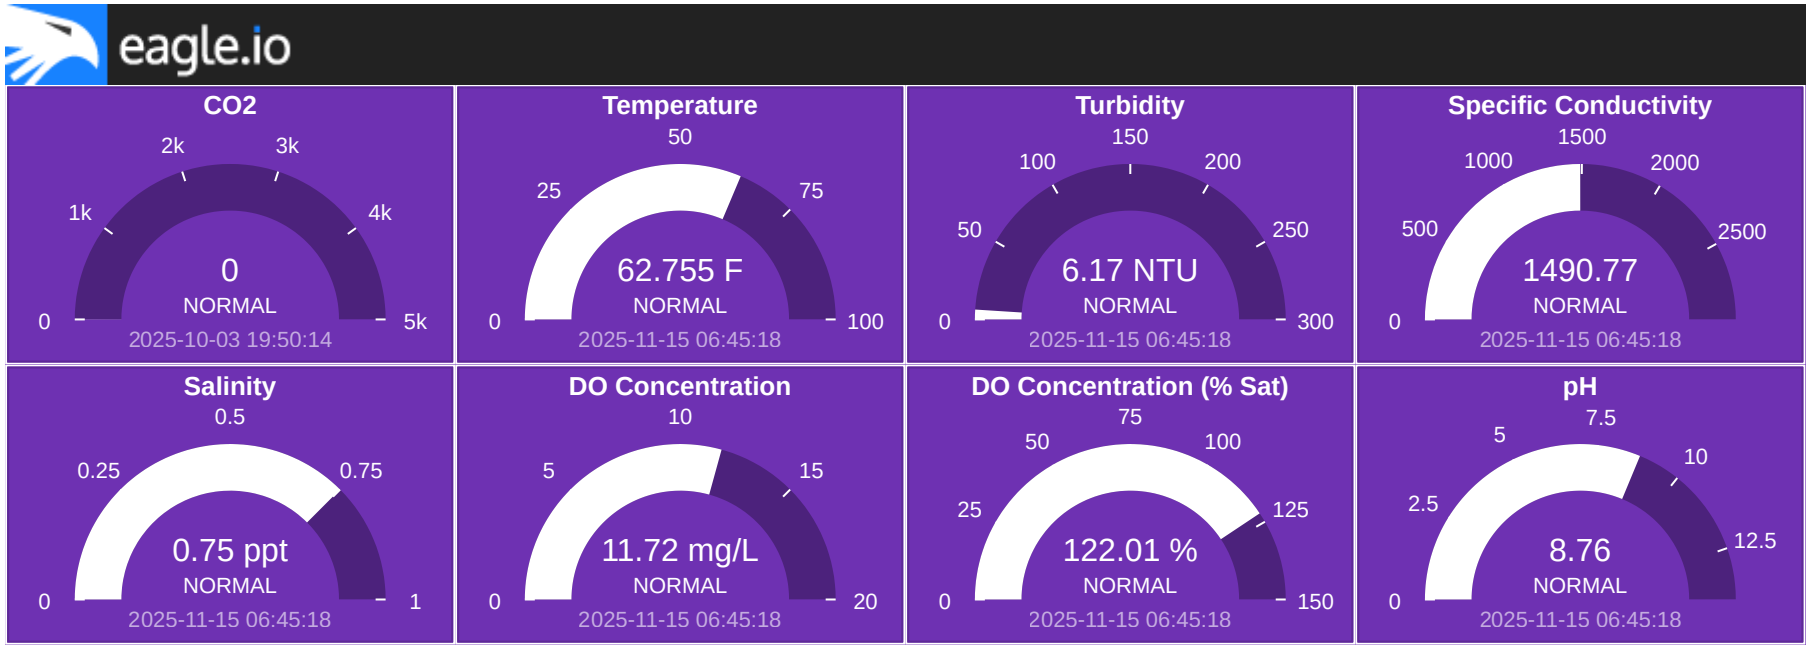 eagle.io
CO2
2k
3k
1k
4k
0
NORMAL
0
5k
2025-10-03 19:50:14
Temperature
50
25
75
62.755 F
NORMAL
0
100
2025-11-15 06:45:18
Turbidity
150
100
200
50
250
6.17 NTU
NORMAL
0
300
2025-11-15 06:45:18
Specific Conductivity
1500
1000
2000
500
2500
1490.77
NORMAL
0
2025-11-15 06:45:18
Salinity
0.5
0.25
0.75
0.75 ppt
NORMAL
0
1
2025-11-15 06:45:18
DO Concentration
10
5
15
11.72 mg/L
NORMAL
0
20
2025-11-15 06:45:18
DO Concentration (% Sat)
75
50
100
25
125
122.01 %
NORMAL
0
150
2025-11-15 06:45:18
pH
7.5
5
10
2.5
12.5
8.76
NORMAL
0
2025-11-15 06:45:18